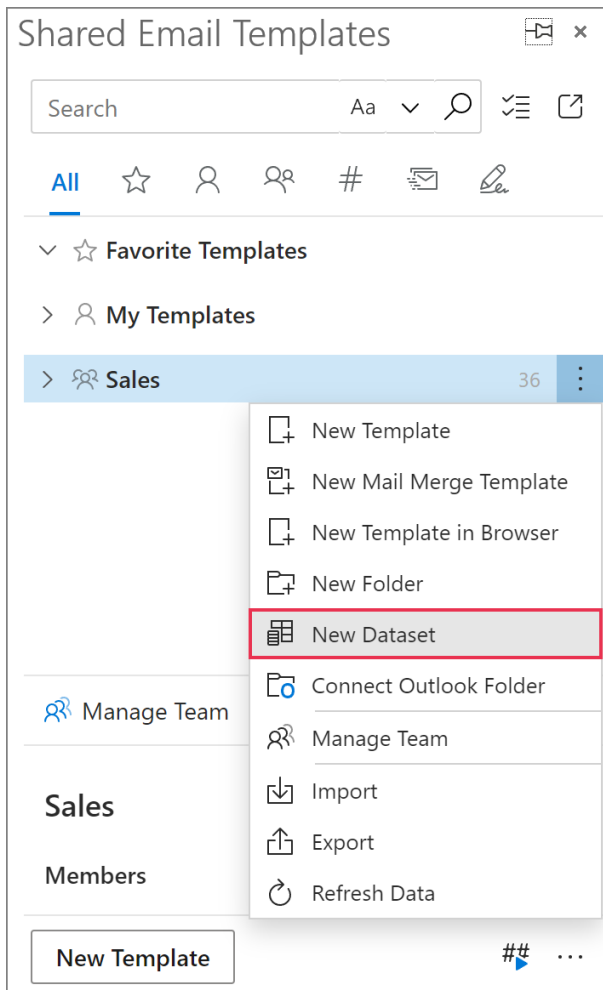 Shared Email Templates
Search Aa
All #
Favorite Templates
My Templates
Sales 36
New Template
New Mail Merge Template
New Template in Browser
New Folder
New Dataset
Connect Outlook Folder
Manage Team
Manage Team
Import
Sales
Export
Members
Refresh Data
New Template ## ...